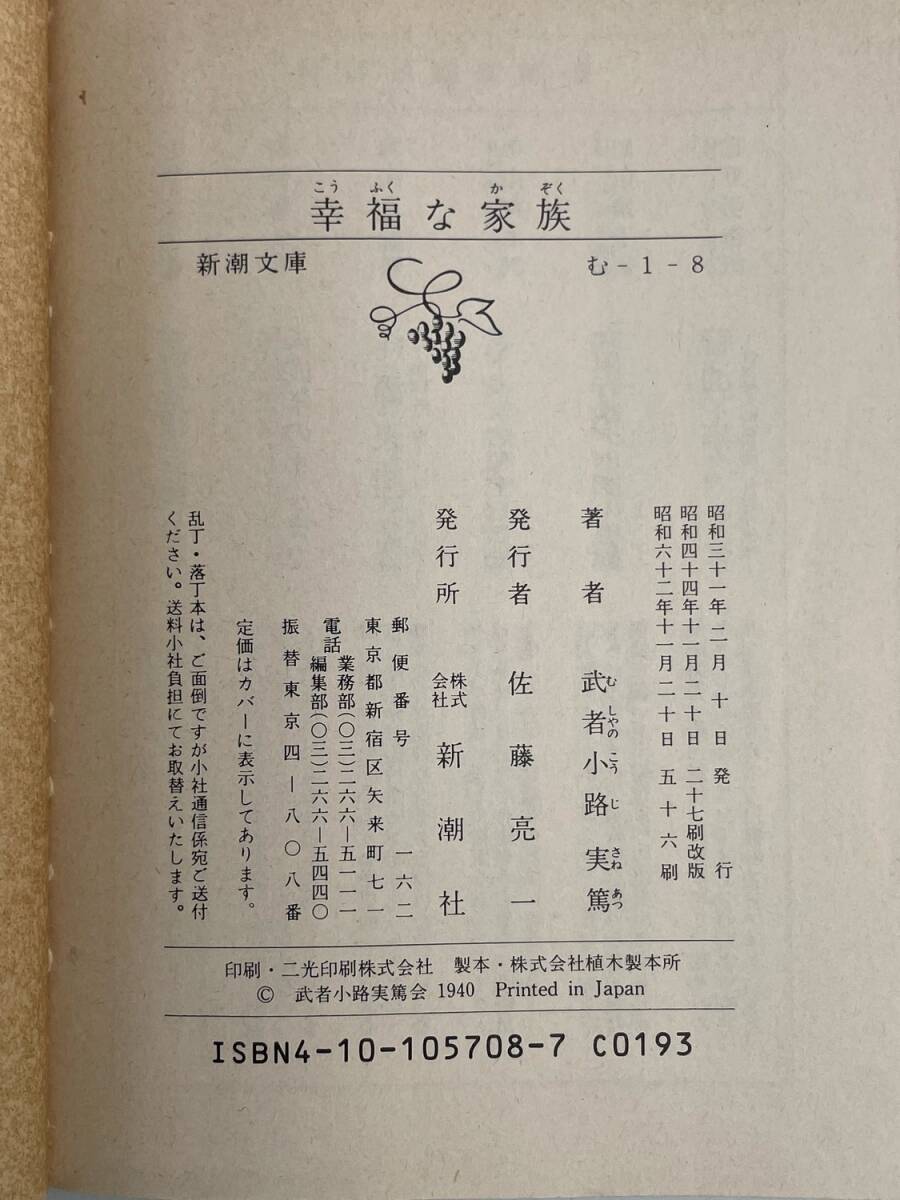 こう ふく か ぞく
幸福な家族
新潮文庫
む-1-8
昭和三十一年二月十日発行
昭和四十四年十一月二十日二十七刷改版
昭和六十二年十一月二十日五十六刷
著者 武者小路実篤
む しゃの こう じ さね あつ
発行者 佐藤亮一
発行所 株式会社 新潮社
郵便番号 一六二
東京都新宿区矢来町七一
電話 業務部(〇三)二六六―五一一一
編集部(〇三)二六六―五四四〇
振替東京四―八〇八番
定価はカバーに表示してあります。
乱丁・落丁本は、ご面倒ですが小社通信係宛ご送付
ください。送料小社負担にてお取替えいたします。
印刷・二光印刷株式会社 製本・株式会社植木製本所
© 武者小路実篤会 1940 Printed in Japan
ISBN4-10-105708-7 C0193